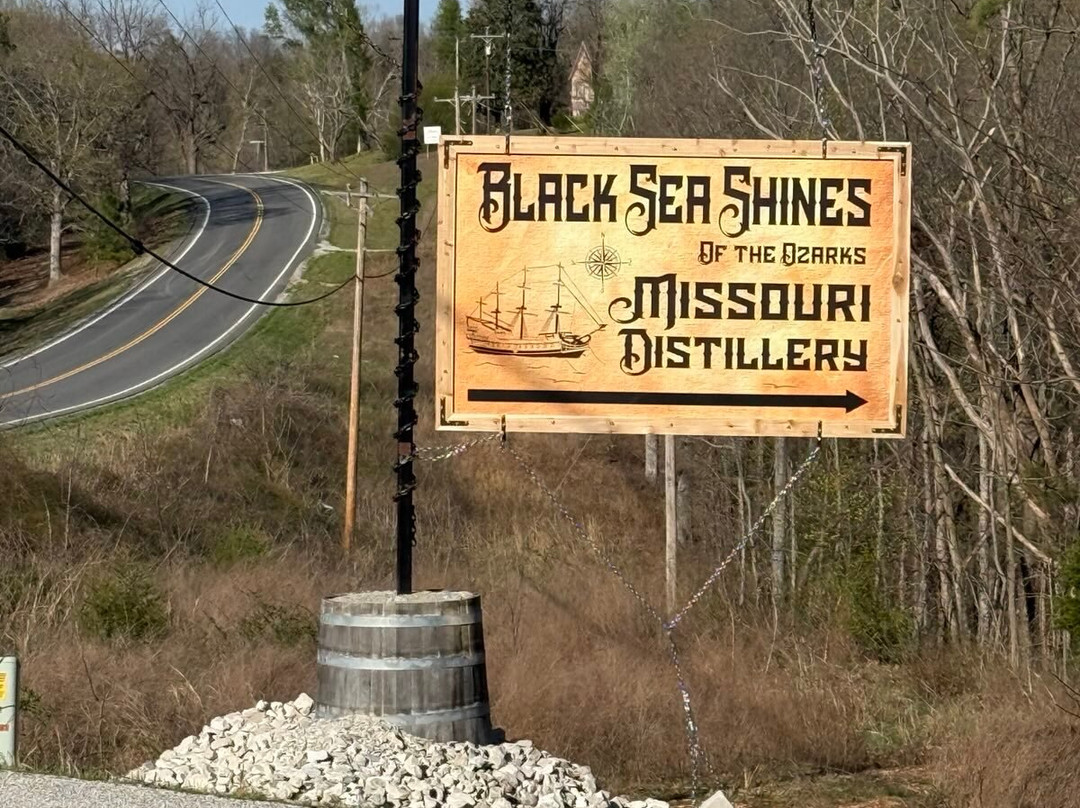 Black Sea Shines
Of the Ozarks
Missouri
Distillery